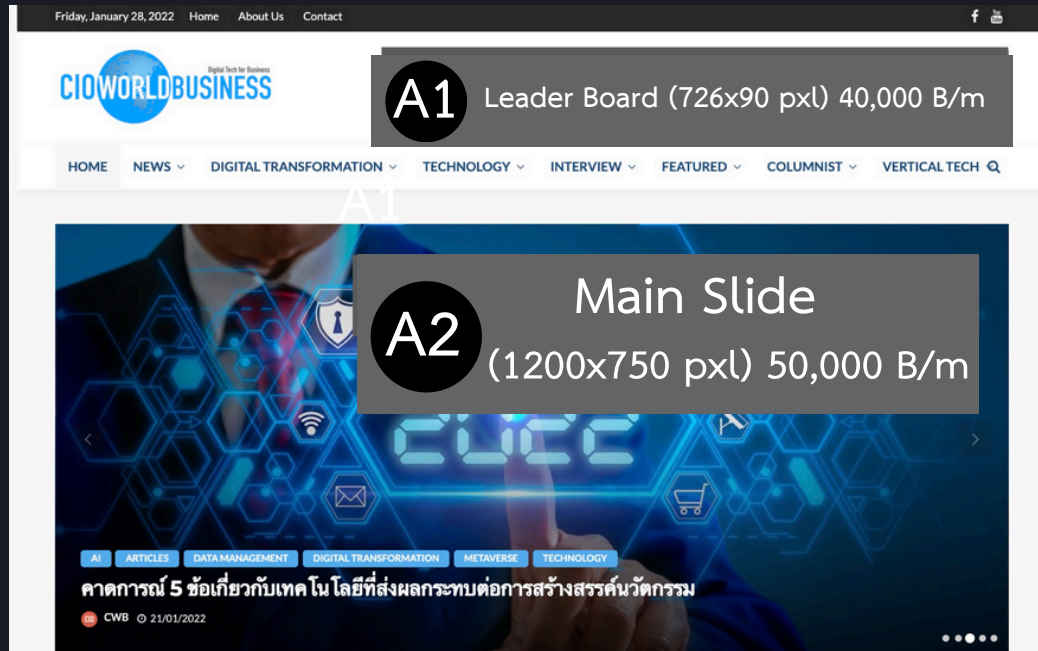 Friday, January 28, 2022 Home About Us Contact
f You Tube
Digital Tech for Business
CIOWORLDBUSINESS
A1 Leader Board (726x90 pxl) 40,000 B/m
HOME NEWS DIGITAL TRANSFORMATION TECHNOLOGY INTERVIEW FEATURED COLUMNIST VERTICAL TECH
A1
A2 Main Slide
(1200x750 pxl) 50,000 B/m
2022
AI ARTICLES DATA MANAGEMENT DIGITAL TRANSFORMATION METAVERSE TECHNOLOGY
คาดการณ์ 5 ข้อเกี่ยวกับเทคโนโลยีที่ส่งผลกระทบต่อการสร้างสรรค์นวัตกรรม
CWB 21/01/2022